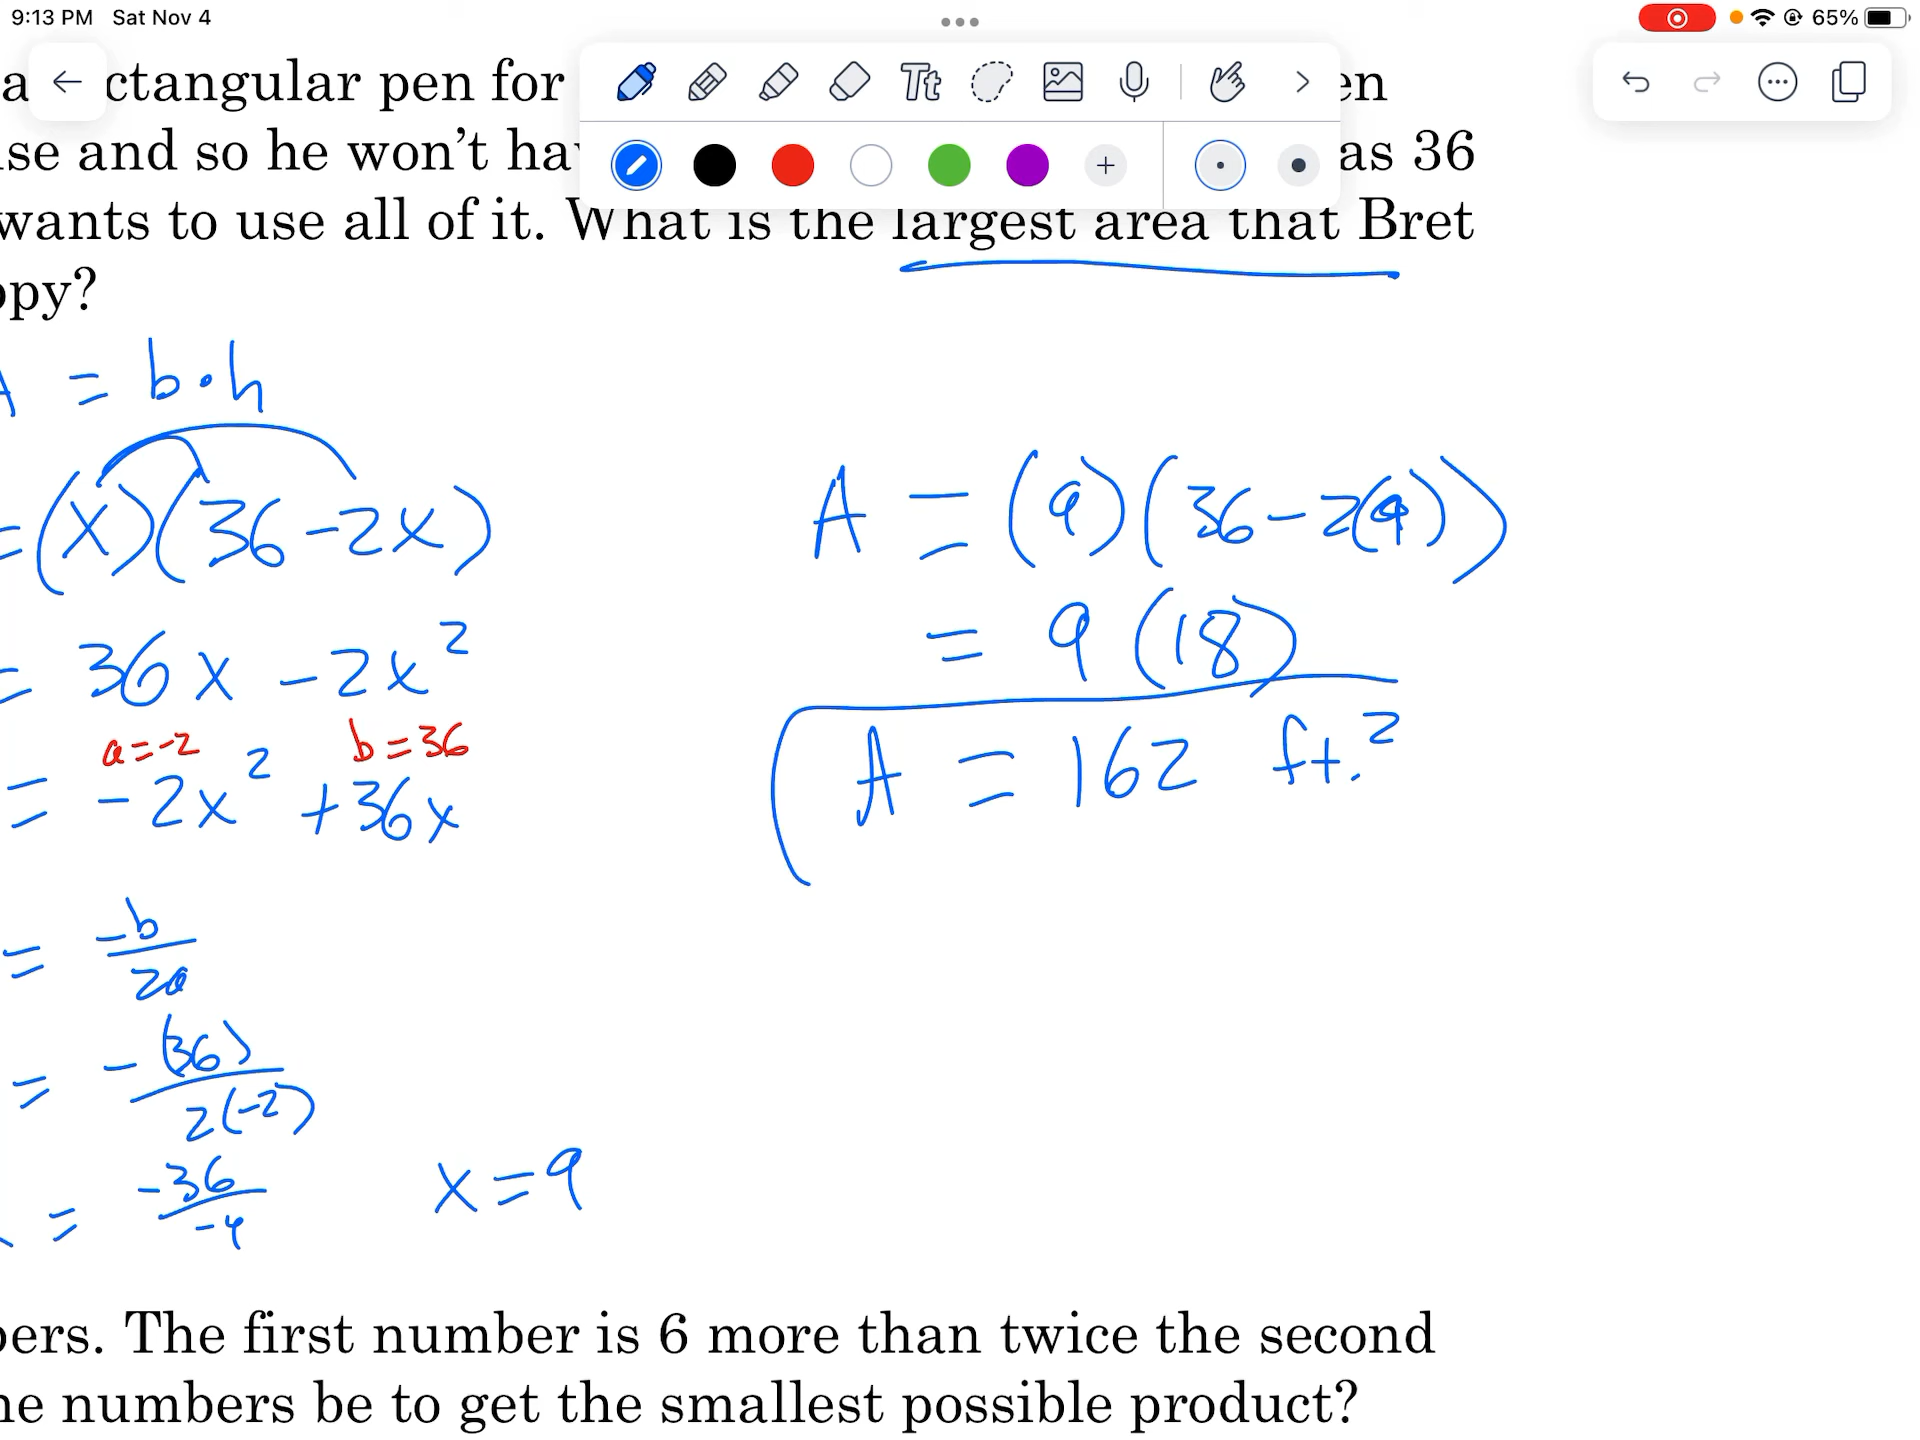 9:13 PM Sat Nov 4
65%
a ctangular pen for en
se and so he won't ha as 36
wants to use all of it. What is the largest area that Bret
ppy?
Tt
A = b·h
=(x)(36-2x)
= 36x -2x²
a=-2 b=36
= -2x² +36x
= -b/2a
= -(36)/2(-2)
= -36/-4
x=9
A = (9)(36-2(9))
= 9(18)
A = 162 ft.²
bers. The first number is 6 more than twice the second
he numbers be to get the smallest possible product?